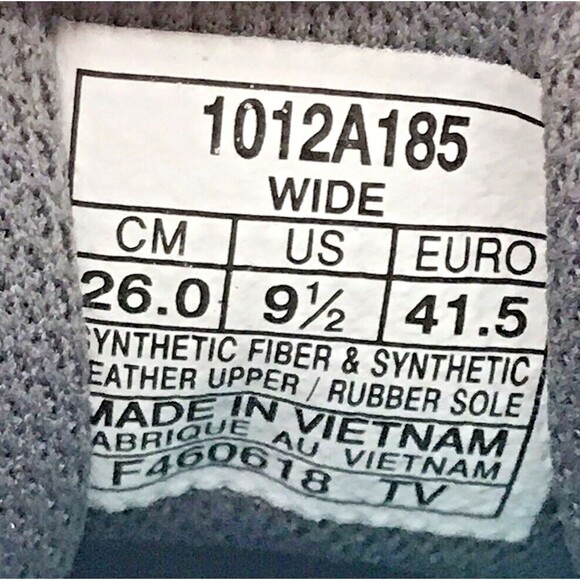 1012A185
WIDE
CM US EURO
26.0 9½ 41.5
YNTHETIC FIBER & SYNTHETIC
EATHER UPPER / RUBBER SOLE
MADE IN VIETNAM
ABRIQUE AU VIETNAM
F460618 TV